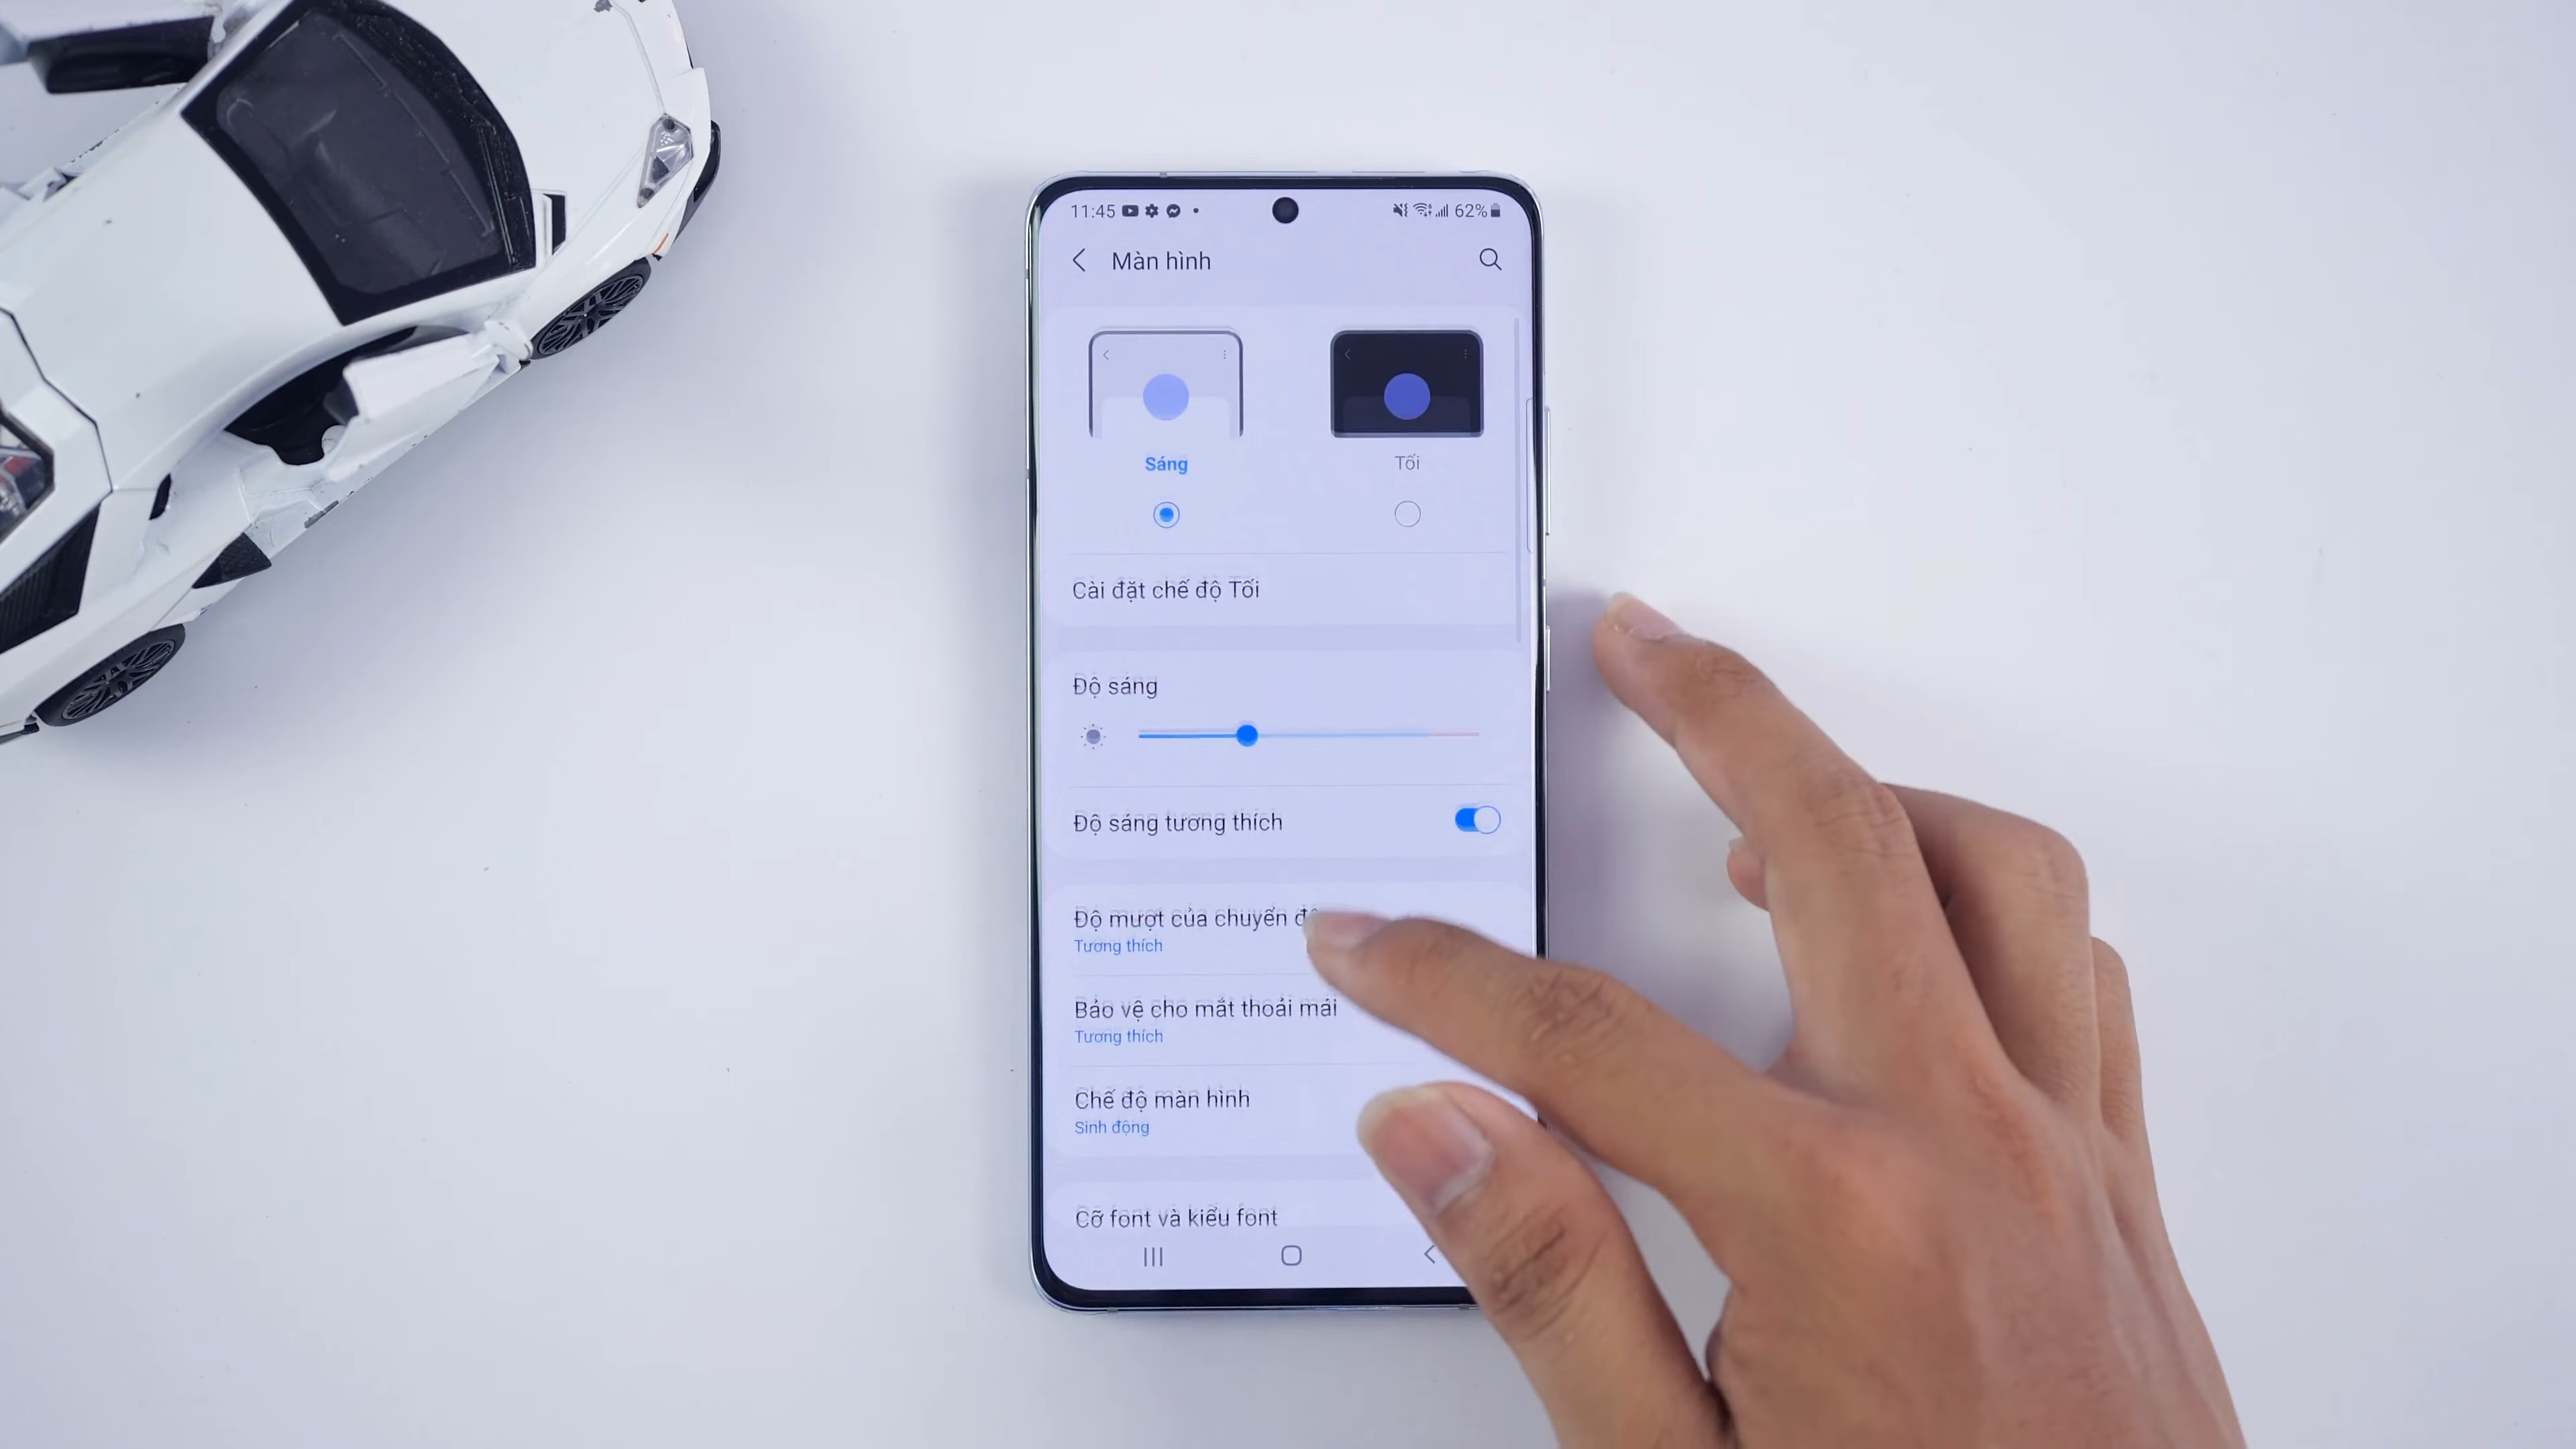 11:45
62%
Màn hình
Sáng
Tối
Cài đặt chế độ Tối
Độ sáng
Độ sáng tương thích
Độ mượt của chuyển
Tương thích
Bảo vệ cho mắt thoải mái
Tương thích
Chế độ màn hình
Sinh động
Cỡ font và kiểu font